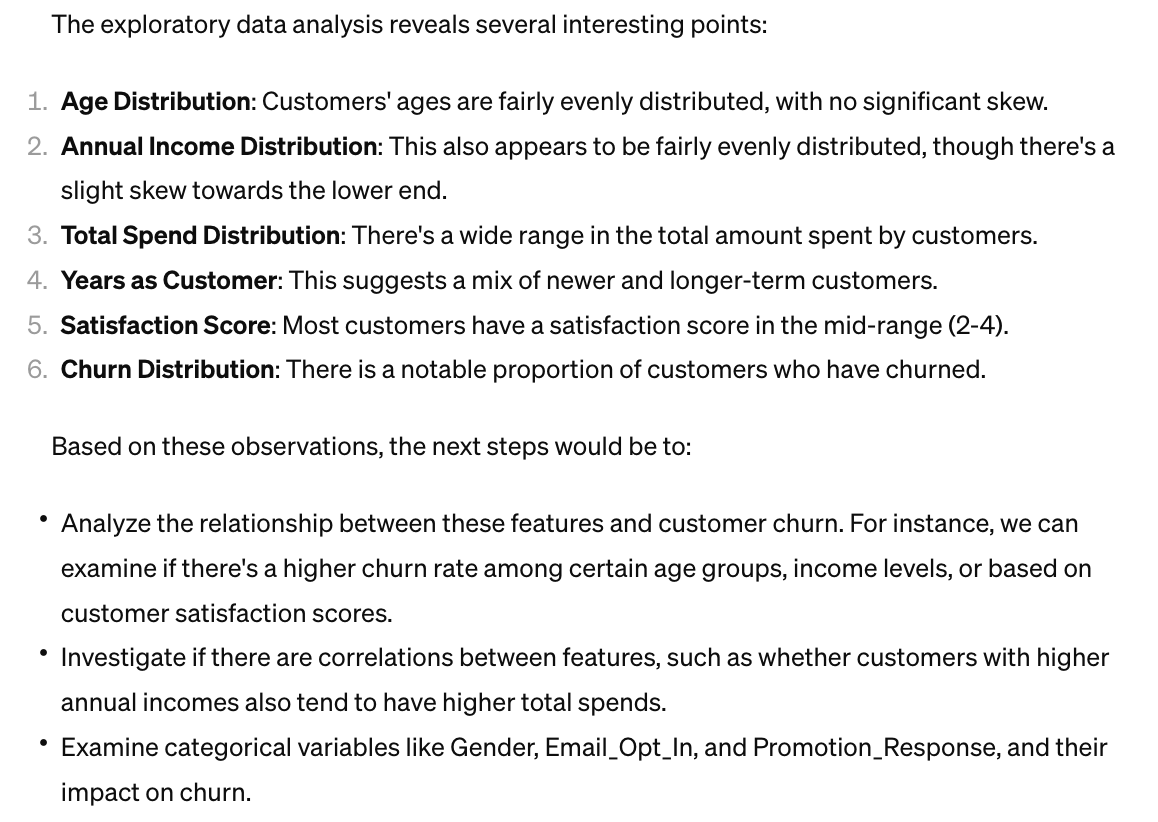 The exploratory data analysis reveals several interesting points:
1. Age Distribution: Customers' ages are fairly evenly distributed, with no significant skew.
2. Annual Income Distribution: This also appears to be fairly evenly distributed, though there's a
slight skew towards the lower end.
3. Total Spend Distribution: There's a wide range in the total amount spent by customers.
4. Years as Customer: This suggests a mix of newer and longer-term customers.
5. Satisfaction Score: Most customers have a satisfaction score in the mid-range (2-4).
6. Churn Distribution: There is a notable proportion of customers who have churned.
Based on these observations, the next steps would be to:
• Analyze the relationship between these features and customer churn. For instance, we can
examine if there's a higher churn rate among certain age groups, income levels, or based on
customer satisfaction scores.
• Investigate if there are correlations between features, such as whether customers with higher
annual incomes also tend to have higher total spends.
• Examine categorical variables like Gender, Email_Opt_In, and Promotion_Response, and their
impact on churn.